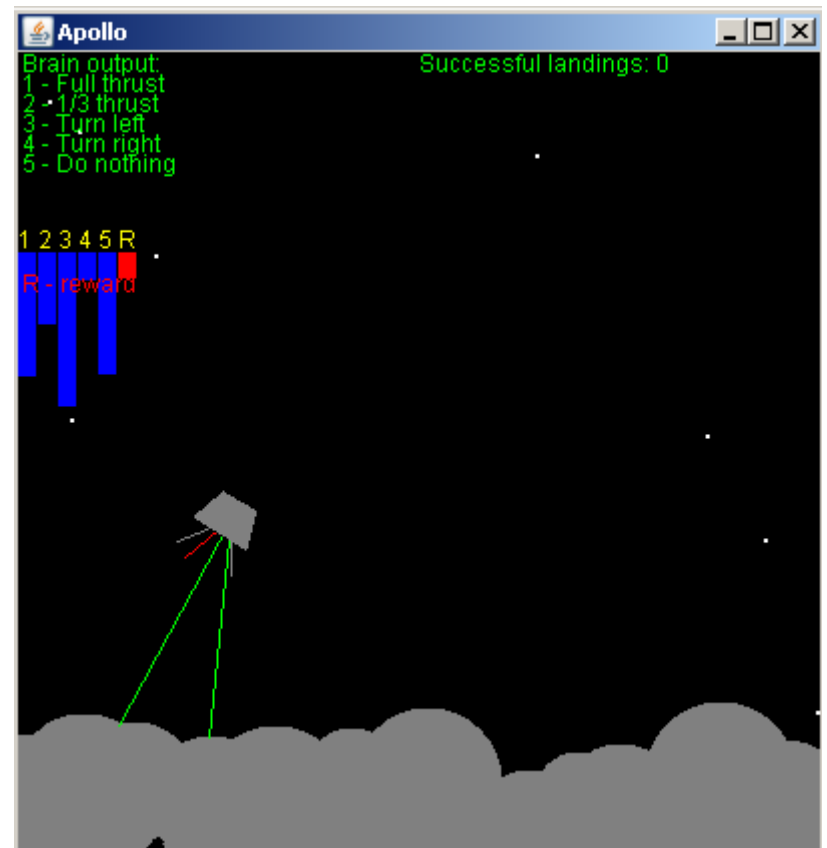 Apollo
Brain output:
Successful landings: 0
1 - Full thrust
2 - 1/3 thrust
3 - Turn left
4 - Turn right
5 - Do nothing
1 2 3 4 5 R
R - reward